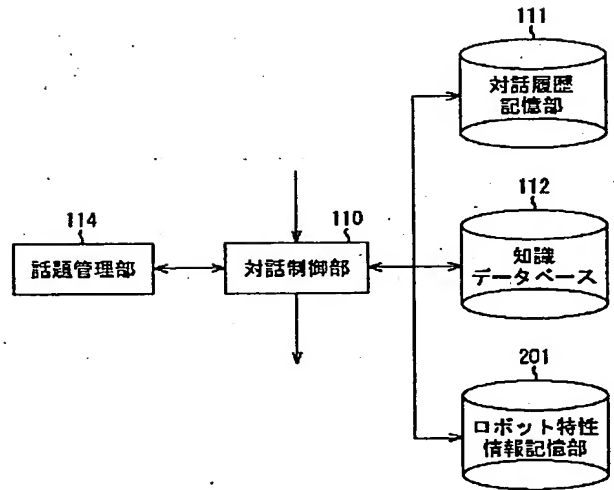 111
対話履歴
記憶部
112
知識
データベース
114
話題管理部
110
対話制御部
201
ロボット特性
情報記憶部